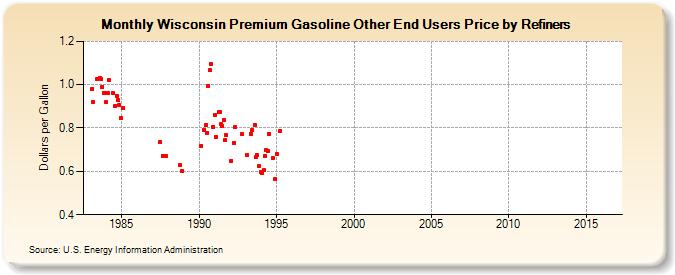 Monthly Wisconsin Premium Gasoline Other End Users Price by Refiners
Dollars per Gallon
1.2
1.0
0.8
0.6
0.4
1985 1990 1995 2000 2005 2010 2015
Source: U.S. Energy Information Administration